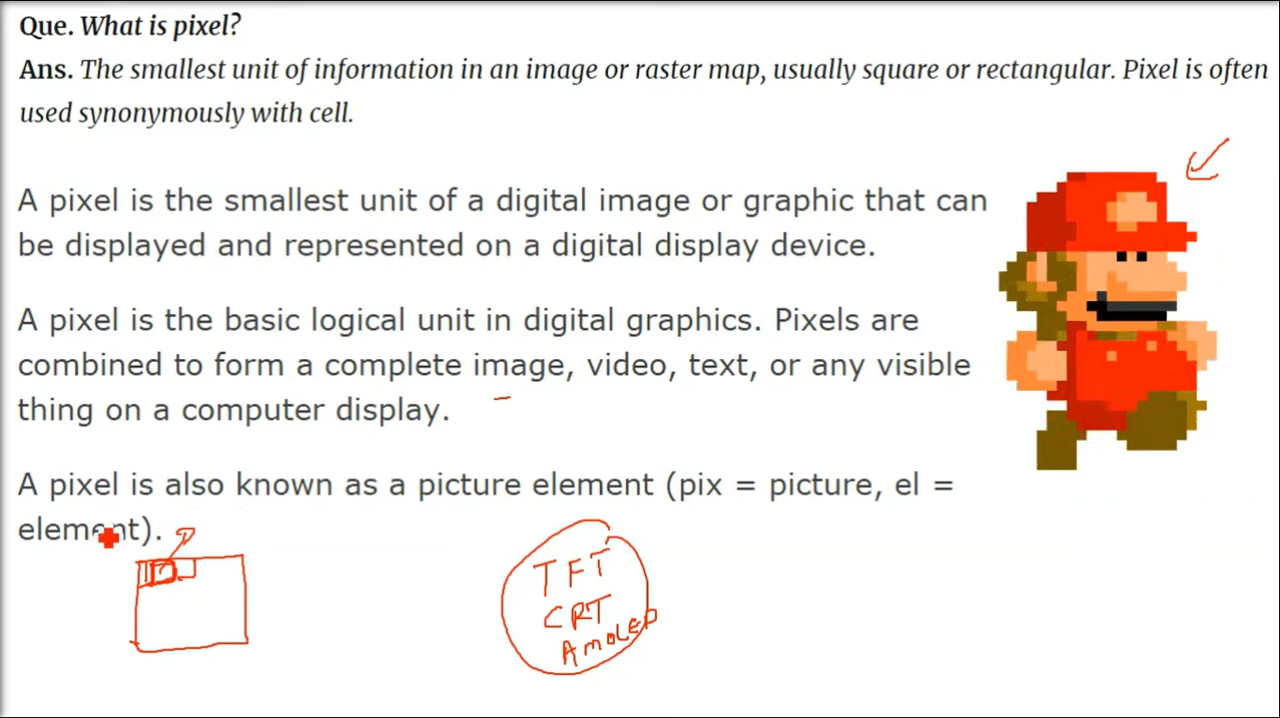 Que. What is pixel?
Ans. The smallest unit of information in an image or raster map, usually square or rectangular. Pixel is often
used synonymously with cell.
A pixel is the smallest unit of a digital image or graphic that can
be displayed and represented on a digital display device.
A pixel is the basic logical unit in digital graphics. Pixels are
combined to form a complete image, video, text, or any visible
thing on a computer display.
A pixel is also known as a picture element (pix = picture, el =
element).
TFT
CRT
AMOLED